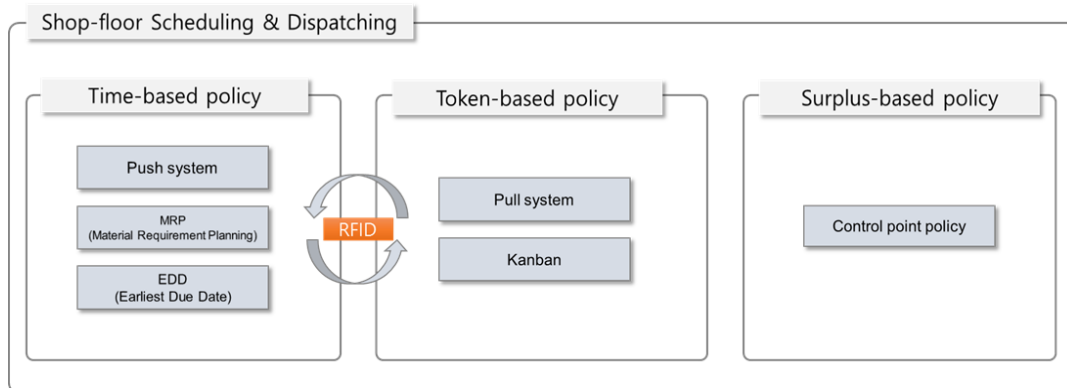 Shop-floor Scheduling & Dispatching
Time-based policy
Push system
MRP
(Material Requirement Planning)
EDD
(Earliest Due Date)
RFID
Token-based policy
Pull system
Kanban
Surplus-based policy
Control point policy